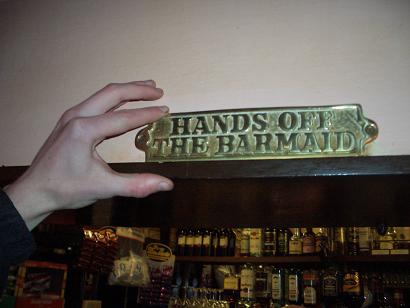 HANDS OFF
THE BARMAID